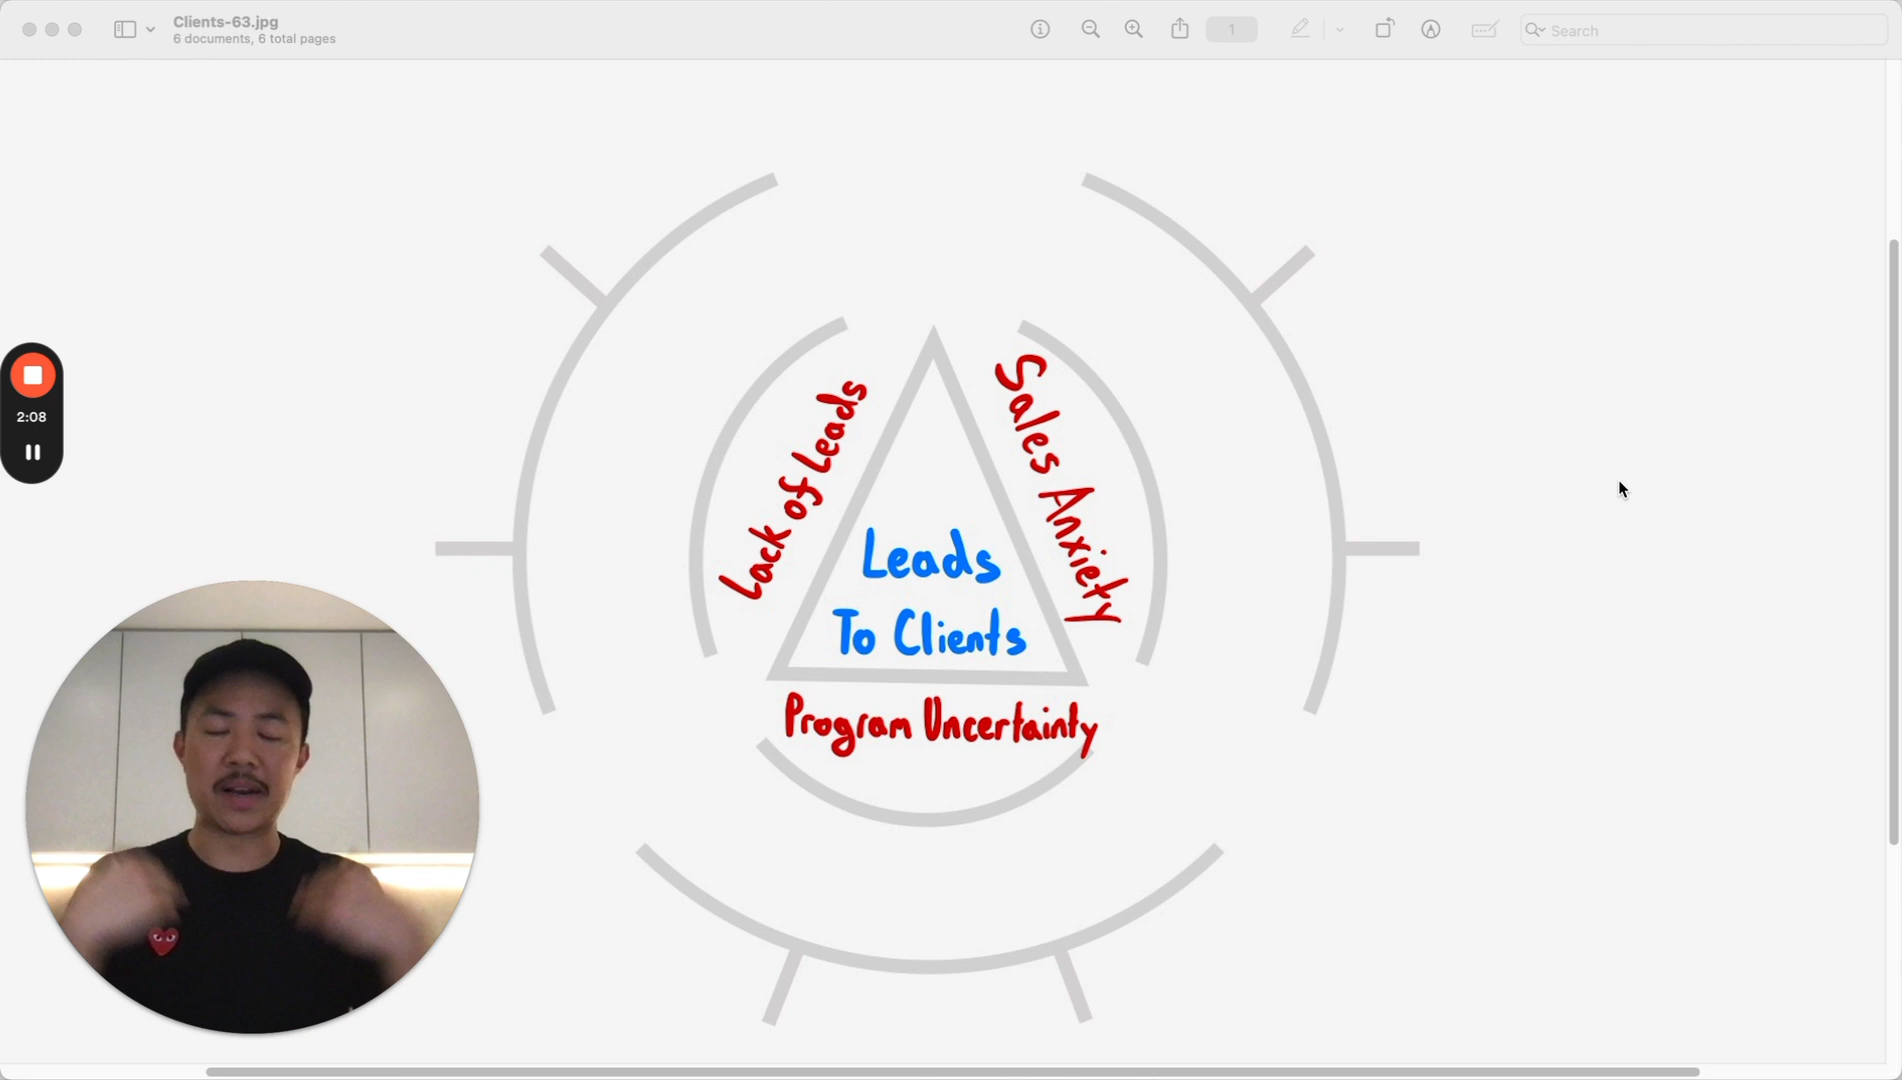 Clients-63.jpg
6 documents, 6 total pages
1
Search
2:08
Lack of Leads
Sales Anxiety
Leads
To Clients
Program Uncertainty